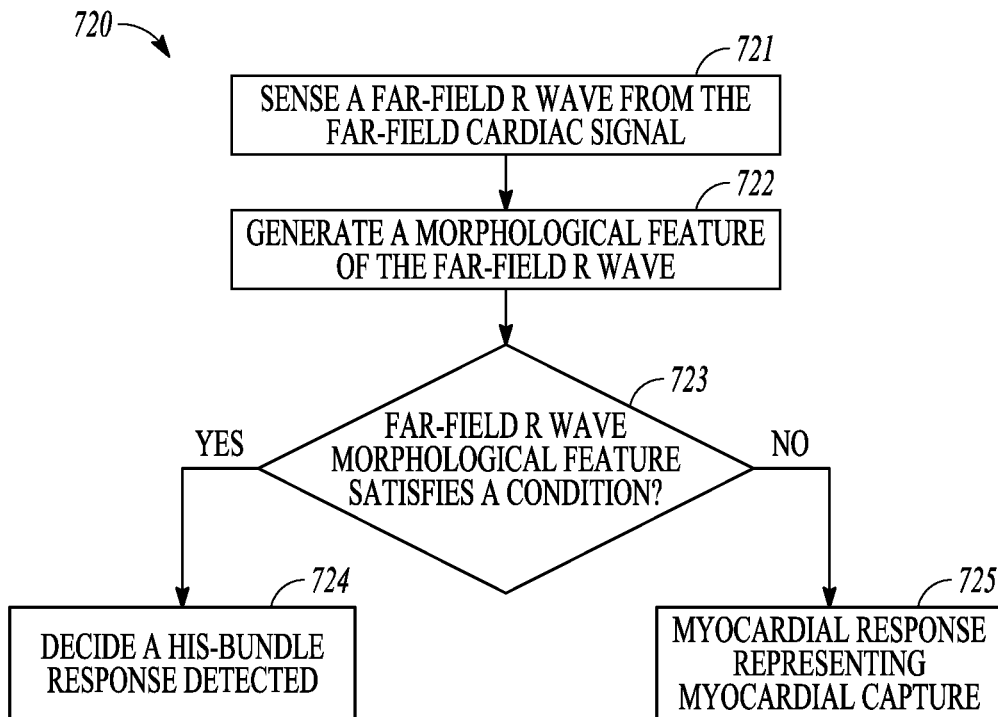 720
721
SENSE A FAR-FIELD R WAVE FROM THE
FAR-FIELD CARDIAC SIGNAL
722
GENERATE A MORPHOLOGICAL FEATURE
OF THE FAR-FIELD R WAVE
723
FAR-FIELD R WAVE
MORPHOLOGICAL FEATURE
SATISFIES A CONDITION?
YES
NO
724
DECIDE A HIS-BUNDLE
RESPONSE DETECTED
725
MYOCARDIAL RESPONSE
REPRESENTING
MYOCARDIAL CAPTURE